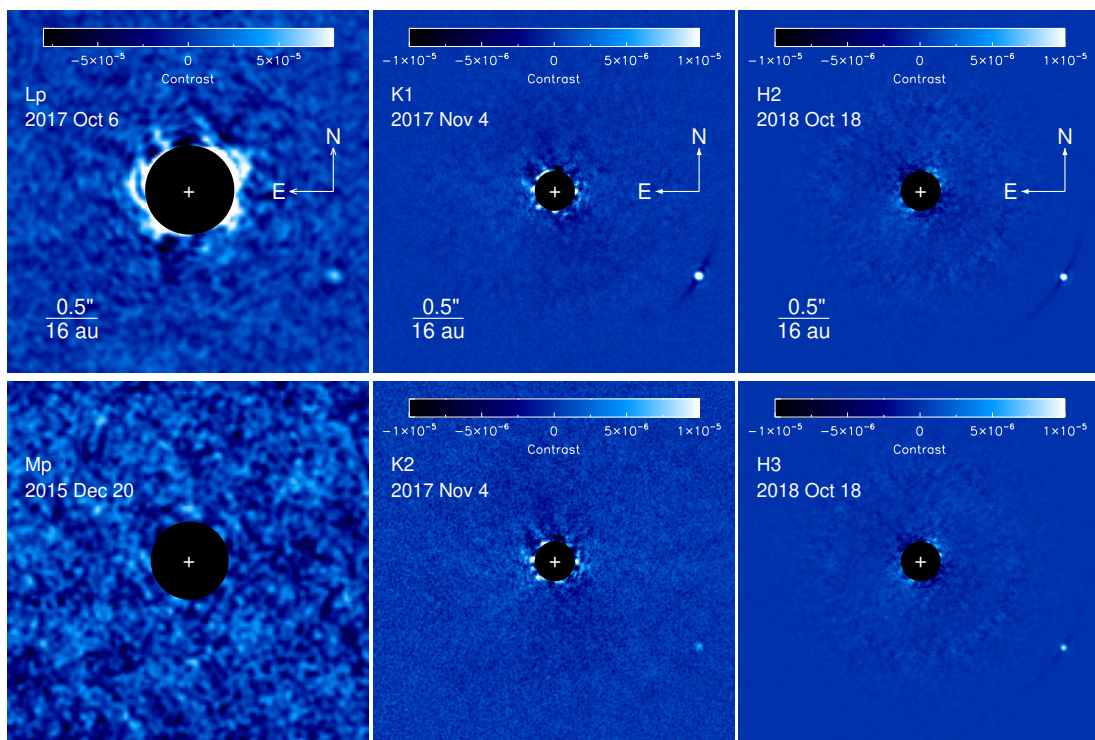 −5×10⁻⁵ 0 5×10⁻⁵
Contrast
Lp
2017 Oct 6
N
E
0.5"
16 au
−1×10⁻⁵ −5×10⁻⁶ 0 5×10⁻⁶ 1×10⁻⁵
Contrast
K1
2017 Nov 4
N
E
0.5"
16 au
−1×10⁻⁵ −5×10⁻⁶ 0 5×10⁻⁶ 1×10⁻⁵
Contrast
H2
2018 Oct 18
N
E
0.5"
16 au
Mp
2015 Dec 20
−1×10⁻⁵ −5×10⁻⁶ 0 5×10⁻⁶ 1×10⁻⁵
Contrast
K2
2017 Nov 4
−1×10⁻⁵ −5×10⁻⁶ 0 5×10⁻⁶ 1×10⁻⁵
Contrast
H3
2018 Oct 18